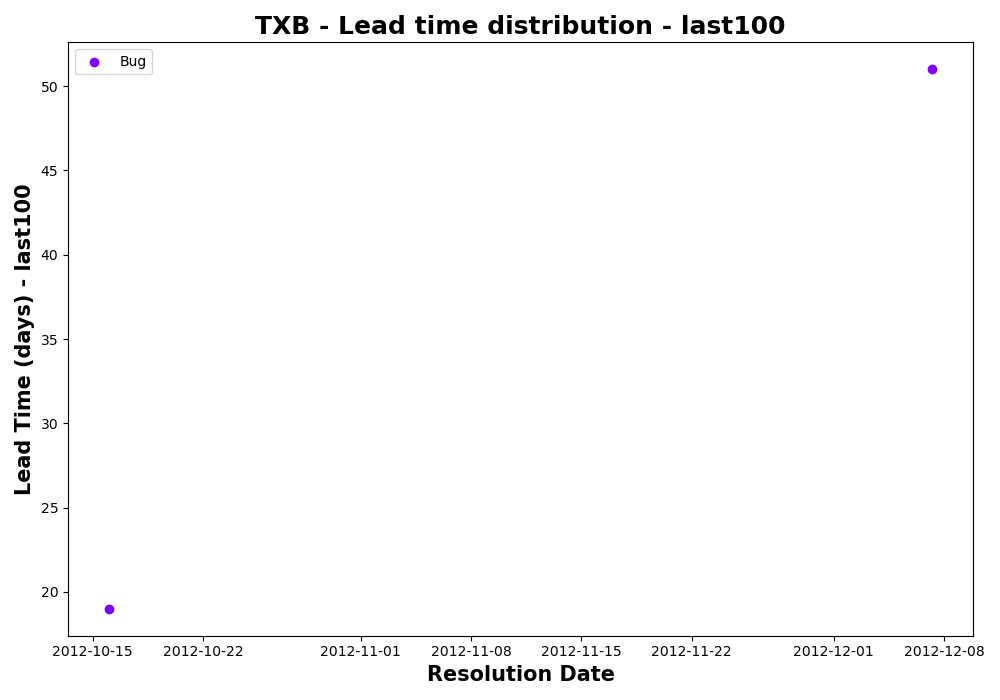 TXB - Lead time distribution - last100
Bug
Lead Time (days) - last100
50
45
40
35
30
25
20
2012-10-15 2012-10-22 2012-11-01 2012-11-08 2012-11-15 2012-11-22 2012-12-01 2012-12-08
Resolution Date